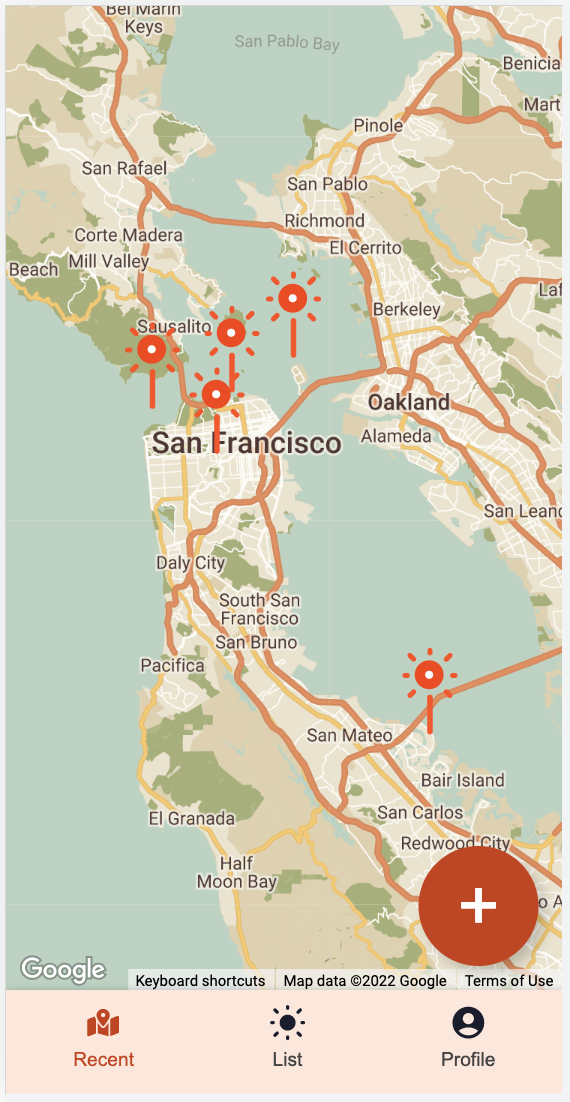 Bel Marin
Keys
San Pablo Bay
Benicia
Mart
Pinole
San Rafael
San Pablo
Richmond
Corte Madera
El Cerrito
Mill Valley
Beach
Laf
Berkeley
Sausalito
Oakland
Alameda
San Francisco
San Leand
Daly City
South San
Francisco
San Bruno
Pacifica
San Mateo
Bair Island
San Carlos
El Granada
Redwood City
Half
Moon Bay
o A
Google
Keyboard shortcuts
Map data ©2022 Google
Terms of Use
Recent
List
Profile